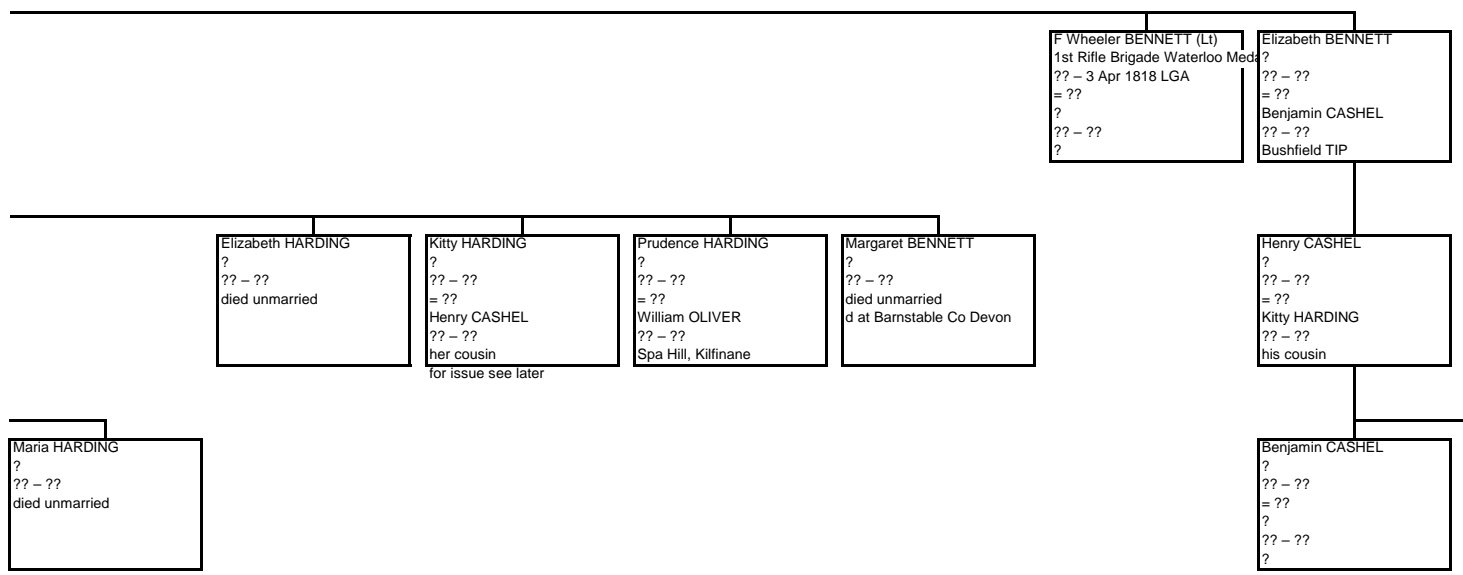 F Wheeler BENNETT (Lt)
1st Rifle Brigade Waterloo Meda
?? – 3 Apr 1818 LGA
= ??
?
?? – ??
?
Elizabeth BENNETT
?
?? – ??
= ??
Benjamin CASHEL
?? – ??
Bushfield TIP
Elizabeth HARDING
?
?? – ??
died unmarried
Kitty HARDING
?
?? – ??
= ??
Henry CASHEL
?? – ??
her cousin
for issue see later
Prudence HARDING
?
?? – ??
= ??
William OLIVER
?? – ??
Spa Hill, Kilfinane
Margaret BENNETT
?
?? – ??
died unmarried
d at Barnstable Co Devon
Henry CASHEL
?
?? – ??
= ??
Kitty HARDING
?? – ??
his cousin
Maria HARDING
?
?? – ??
died unmarried
Benjamin CASHEL
?
?? – ??
= ??
?
?? – ??
?